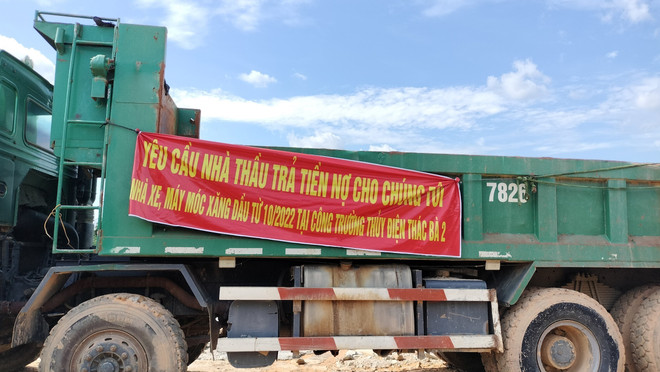 YÊU CẦU NHÀ THẦU TRẢ TIỀN NỢ CHO CHÚNG TÔI
NHÀ XE, MÁY MÓC XĂNG DẦU TỪ 10/2022 TẠI CÔNG TRƯỜNG THỦY ĐIỆN THÁC BÀ 2
7826